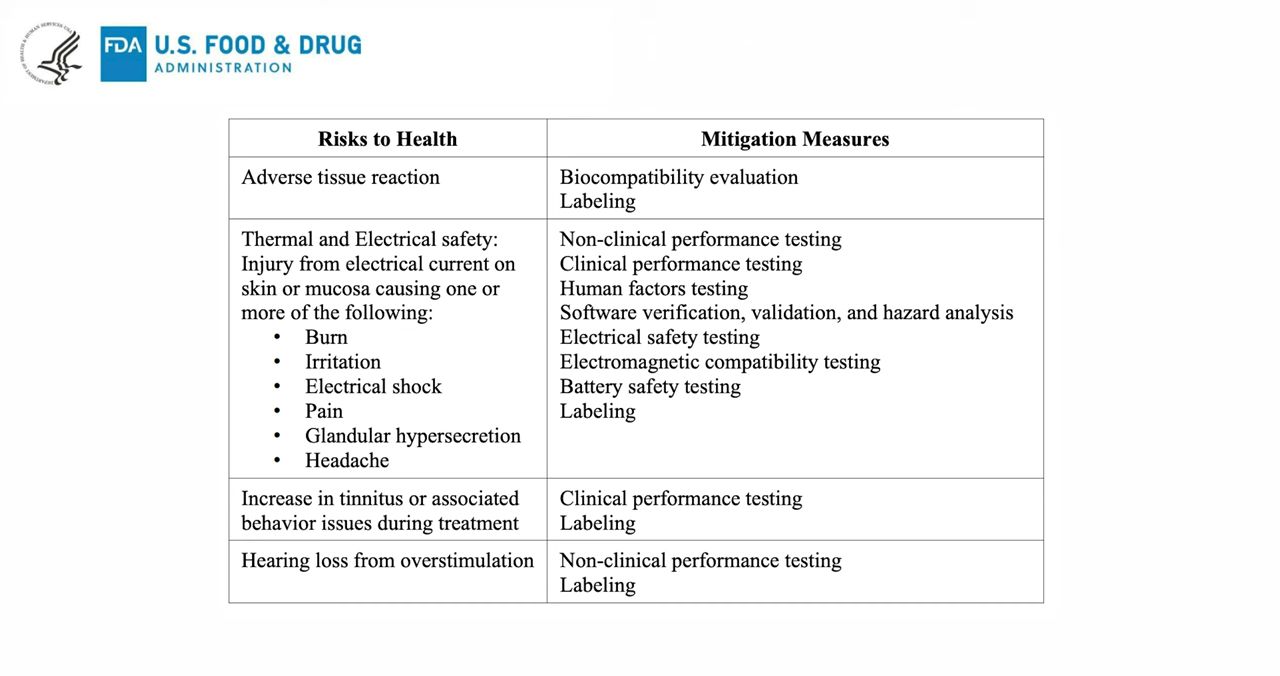 FDA U.S. FOOD & DRUG
ADMINISTRATION
Risks to Health
Mitigation Measures
Adverse tissue reaction
Biocompatibility evaluation
Labeling
Thermal and Electrical safety:
Injury from electrical current on
skin or mucosa causing one or
more of the following:
• Burn
• Irritation
• Electrical shock
• Pain
• Glandular hypersecretion
• Headache
Non-clinical performance testing
Clinical performance testing
Human factors testing
Software verification, validation, and hazard analysis
Electrical safety testing
Electromagnetic compatibility testing
Battery safety testing
Labeling
Increase in tinnitus or associated
behavior issues during treatment
Clinical performance testing
Labeling
Hearing loss from overstimulation
Non-clinical performance testing
Labeling